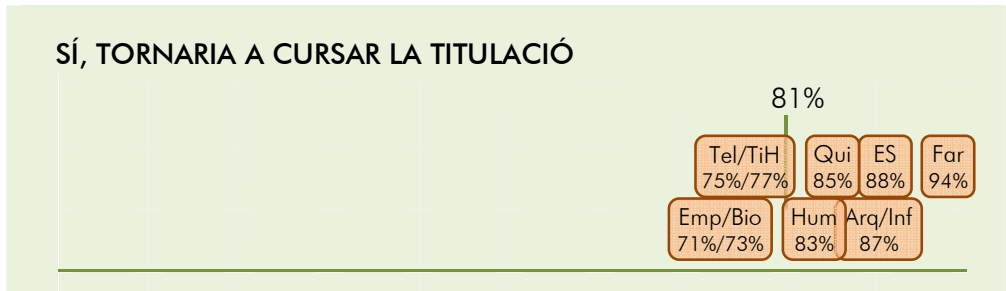 SÍ, TORNARIA A CURSAR LA TITULACIÓ
81%
Tel/TiH
75%/77%
Qui
85%
ES
88%
Far
94%
Emp/Bio
71%/73%
Hum
83%
Arq/Inf
87%